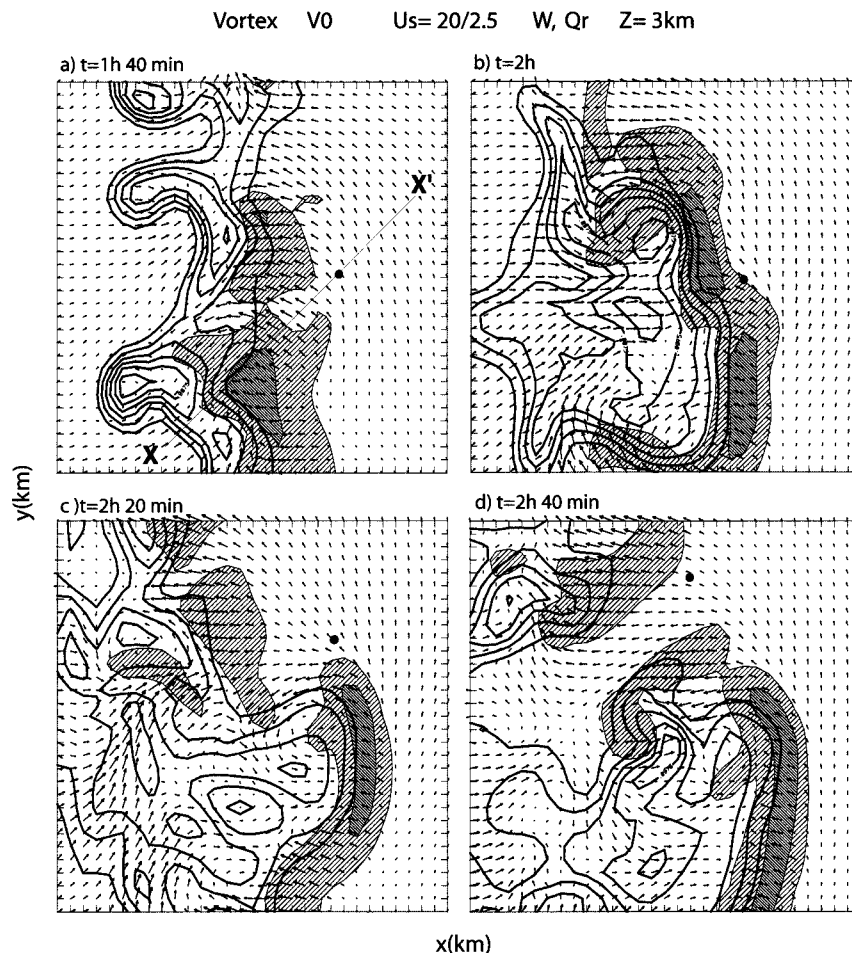 Vortex V0 Us= 20/2.5 W, Qr Z= 3km
a) t=1h 40 min
b) t=2h
X'
X
y(km)
c )t=2h 20 min
d) t=2h 40 min
x(km)